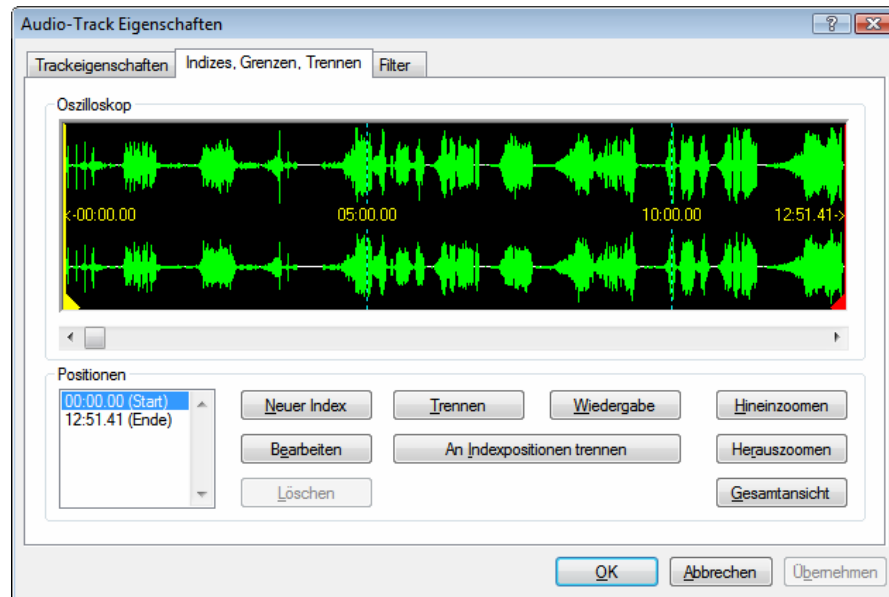 Audio-Track Eigenschaften
Trackeigenschaften
Indizes, Grenzen, Trennen
Filter
Oszilloskop
<-00:00.00
05:00.00
10:00.00
12:51.41->
Positionen
00:00.00 (Start)
12:51.41 (Ende)
Neuer Index
Trennen
Wiedergabe
Hineinzoomen
Bearbeiten
An Indexpositionen trennen
Herauszoomen
Löschen
Gesamtansicht
OK
Abbrechen
Übernehmen